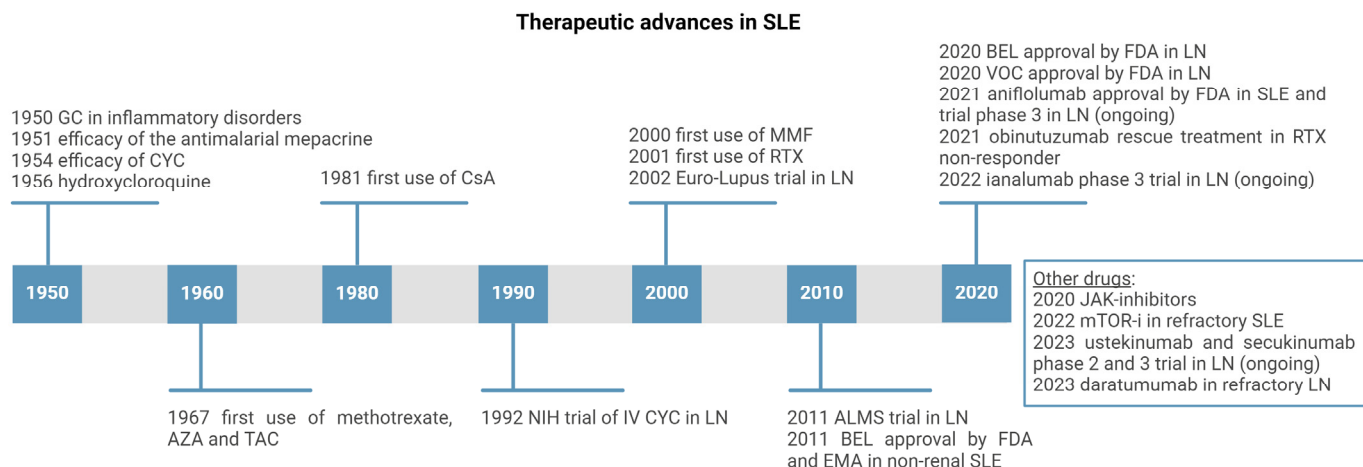 Therapeutic advances in SLE
1950 GC in inflammatory disorders
1951 efficacy of the antimalarial mepacrine
1954 efficacy of CYC
1956 hydroxycloroquine
1981 first use of CsA
2000 first use of MMF
2001 first use of RTX
2002 Euro-Lupus trial in LN
2020 BEL approval by FDA in LN
2020 VOC approval by FDA in LN
2021 aniflolumab approval by FDA in SLE and
trial phase 3 in LN (ongoing)
2021 obinutuzumab rescue treatment in RTX
non-responder
2022 ianalumab phase 3 trial in LN (ongoing)
1950
1960
1980
1990
2000
2010
2020
1967 first use of methotrexate,
AZA and TAC
1992 NIH trial of IV CYC in LN
2011 ALMS trial in LN
2011 BEL approval by FDA
and EMA in non-renal SLE
Other drugs:
2020 JAK-inhibitors
2022 mTOR-i in refractory SLE
2023 ustekinumab and secukinumab
phase 2 and 3 trial in LN (ongoing)
2023 daratumumab in refractory LN